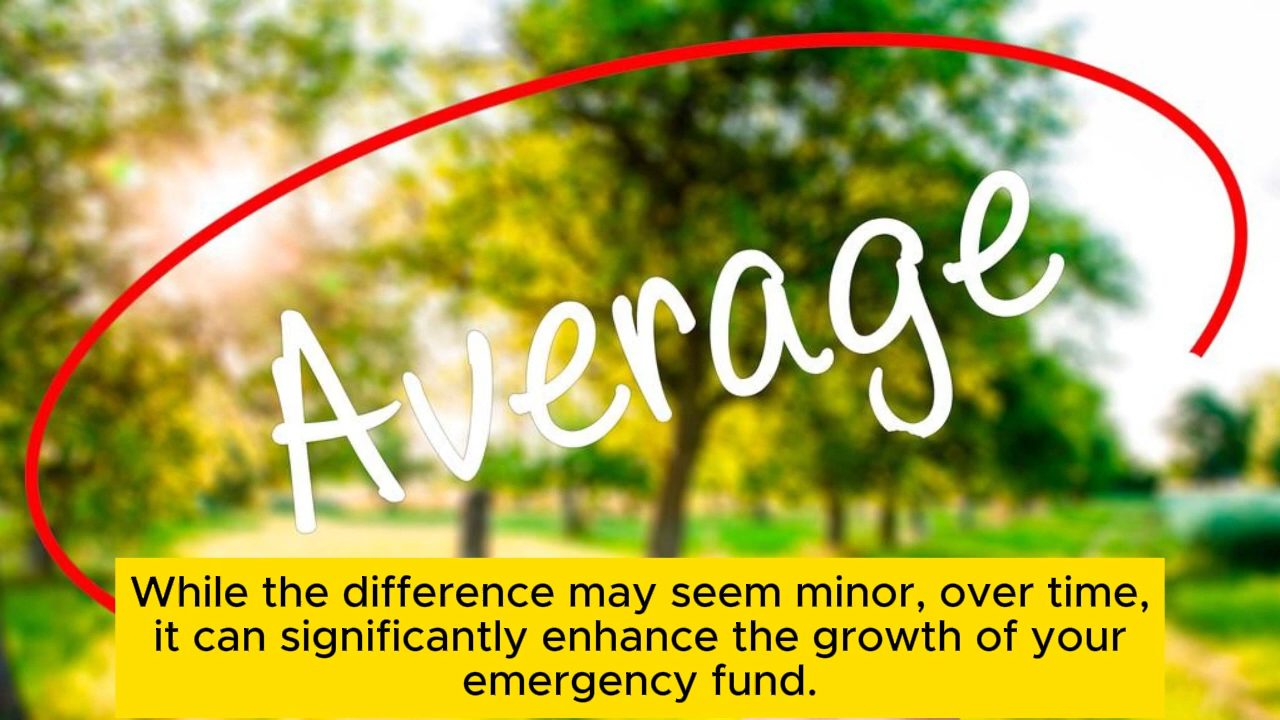 Average
While the difference may seem minor, over time,
it can significantly enhance the growth of your
emergency fund.